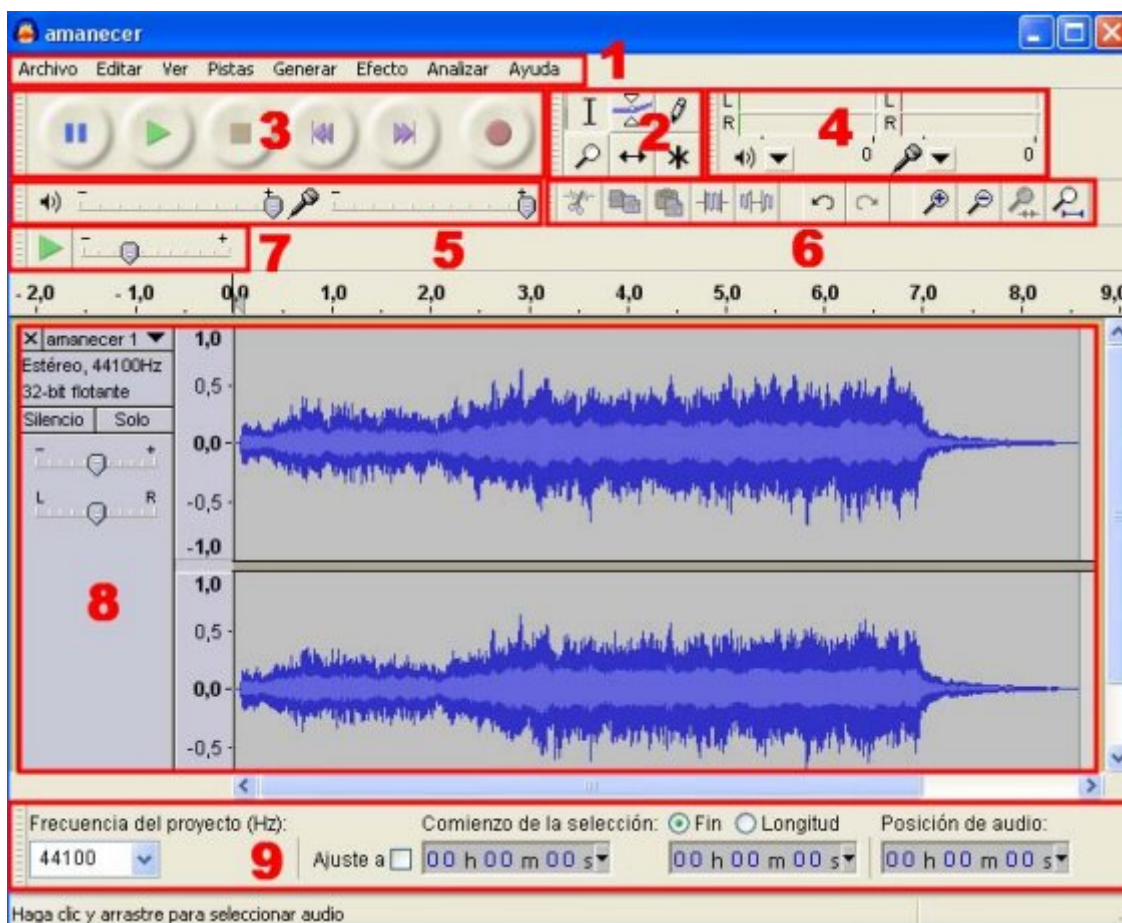 amanecer
Archivo Editar Ver Pistas Generar Efecto Analizar Ayuda
1
3
2
L
R
L
R
4
0
0
- +
- +
5
6
- +
7
- 2,0 - 1,0 0,0 1,0 2,0 3,0 4,0 5,0 6,0 7,0 8,0 9,0
amanecer 1
Estéreo, 44100Hz
32-bit flotante
Silencio Solo
- +
L R
8
1,0
0,5
0,0
-0,5
-1,0
1,0
0,5
0,0
-0,5
Frecuencia del proyecto (Hz):
44100
9
Ajuste a
Comienzo de la selección: Fin Longitud
00 h 00 m 00 s
00 h 00 m 00 s
Posición de audio:
00 h 00 m 00 s
Haga clic y arrastre para seleccionar audio